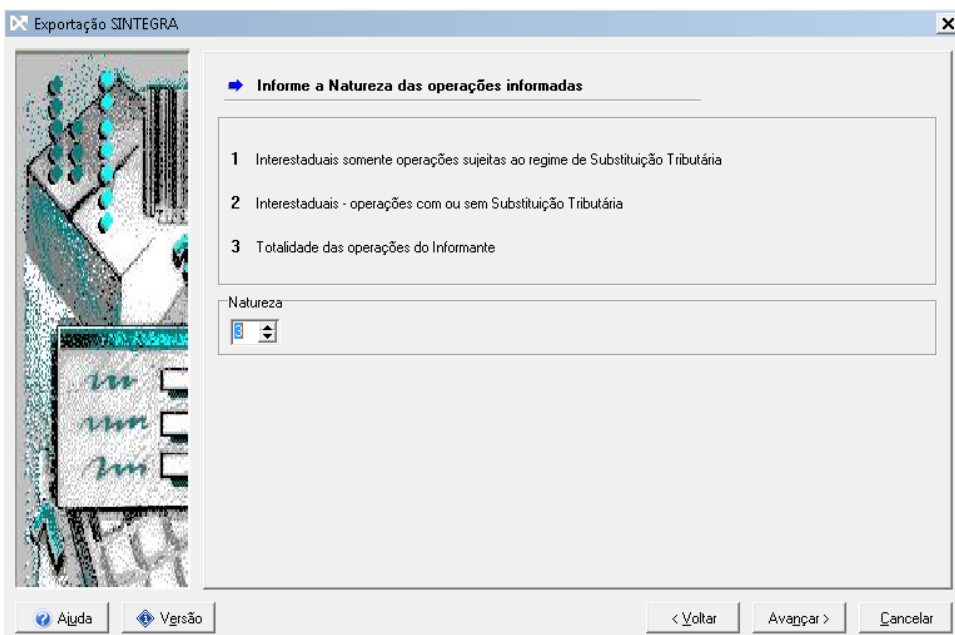 Exportação SINTEGRA
Informe a Natureza das operações informadas
1 Interestaduais somente operações sujeitas ao regime de Substituição Tributária
2 Interestaduais - operações com ou sem Substituição Tributária
3 Totalidade das operações do Informante
Natureza
3
Ajuda
Versão
< Voltar
Avançar >
Cancelar